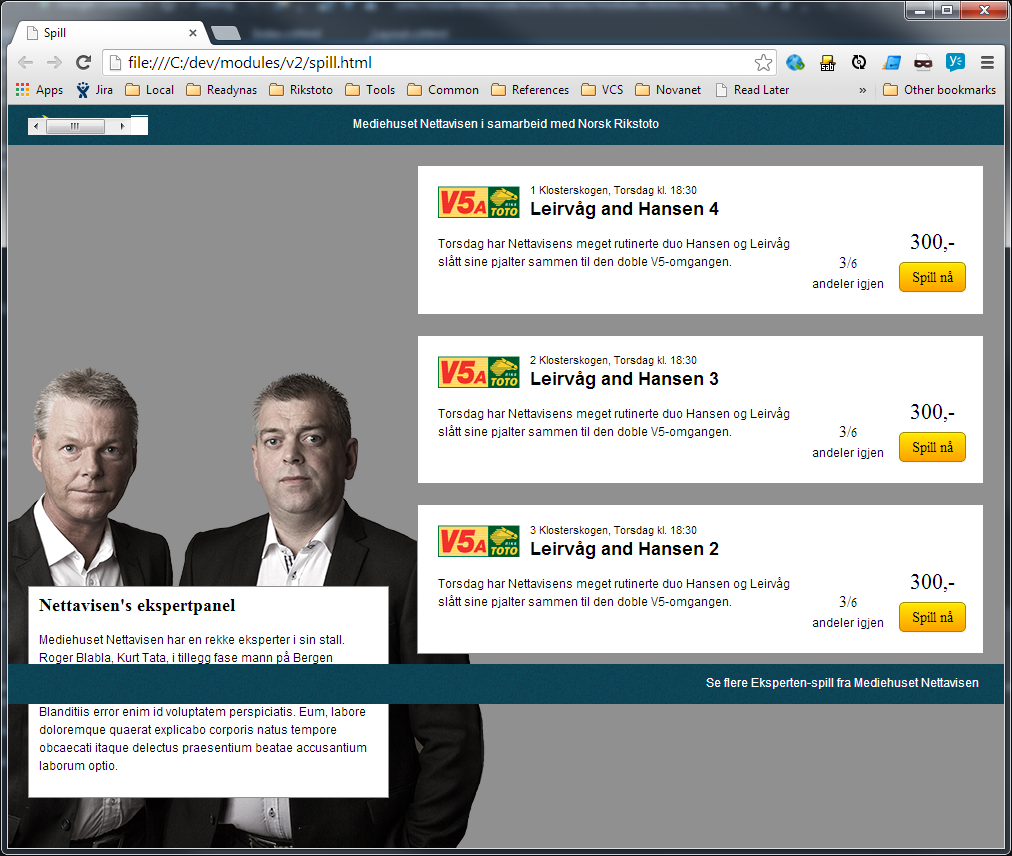 Spill
file:///C:/dev/modules/v2/spill.html
Apps Jira Local Readynas Rikstoto Tools Common References VCS Novanet Read Later » Other bookmarks
Mediehuset Nettavisen i samarbeid med Norsk Rikstoto
V5A RIKS TOTO
1 Klosterskogen, Torsdag kl. 18:30
Leirvåg and Hansen 4
Torsdag har Nettavisens meget rutinerte duo Hansen og Leirvåg
slått sine pjalter sammen til den doble V5-omgangen.
3/6
andeler igjen
300,-
Spill nå
V5A RIKS TOTO
2 Klosterskogen, Torsdag kl. 18:30
Leirvåg and Hansen 3
Torsdag har Nettavisens meget rutinerte duo Hansen og Leirvåg
slått sine pjalter sammen til den doble V5-omgangen.
3/6
andeler igjen
300,-
Spill nå
V5A RIKS TOTO
3 Klosterskogen, Torsdag kl. 18:30
Leirvåg and Hansen 2
Torsdag har Nettavisens meget rutinerte duo Hansen og Leirvåg
slått sine pjalter sammen til den doble V5-omgangen.
3/6
andeler igjen
300,-
Spill nå
Nettavisen's ekspertpanel
Mediehuset Nettavisen har en rekke eksperter i sin stall.
Roger Blabla, Kurt Tata, i tillegg fase mann på Bergen
Se flere Eksperten-spill fra Mediehuset Nettavisen
Blanditiis error enim id voluptatem perspiciatis. Eum, labore
doloremque quaerat explicabo corporis natus tempore
obcaecati itaque delectus praesentium beatae accusantium
laborum optio.